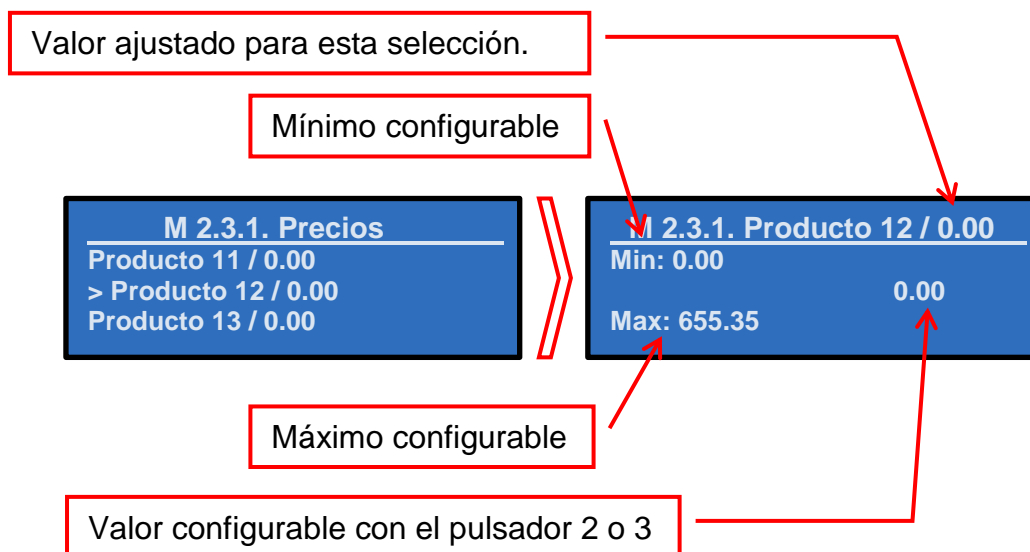 Valor ajustado para esta selección.
Mínimo configurable
M 2.3.1. Precios
Producto 11 / 0.00
> Producto 12 / 0.00
Producto 13 / 0.00
M 2.3.1. Producto 12 / 0.00
Min: 0.00
0.00
Max: 655.35
Máximo configurable
Valor configurable con el pulsador 2 o 3